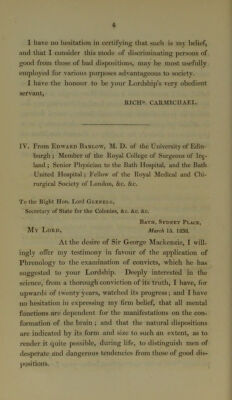 4
I have no hesitation in certifying that such is my belief,
and that I consider this mode of discriminating persons of
good from those of bad dispositions, may be most usefully
employed for various purposes advantageous to society.
I have the honour to be your Lordship's very obedient
servant,
RICHD. CARMICHAEL.
IV. From Edward Barlow, M. D. of the University of Edin-
burgh ; Member of the Royal College of Surgeons of Ire-
land ; Senior Physician to the Bath Hospital, and the Bath
United Hospital ; Fellow of the Royal Medical and Chi-
rurgical Society of London, &c. &c.
To the Right Hon. Lord Glenelg,
Secretary of State for the Colonies, &c. &c. &c.
Bath, Sydney Place,
My Lord, March 15. 1836.
At the desire of Sir George Mackenzie, I will-
ingly offer my testimony in favour of the application of
Phrenology to the examination of convicts, which he has
suggested to your Lordship. Deeply interested in the
science, from a thorough conviction of its truth, I have, for
upwards of twenty years, watched its progress ; and I have
no hesitation in expressing my firm belief, that all mental
functions are dependent for the manifestations on the con-
formation of the brain ; and that the natural dispositions
are indicated by its form and size to such an extent, as to
render it quite possible, during life, to distinguish men of
desperate and dangerous tendencies from those of good dis-
positions.